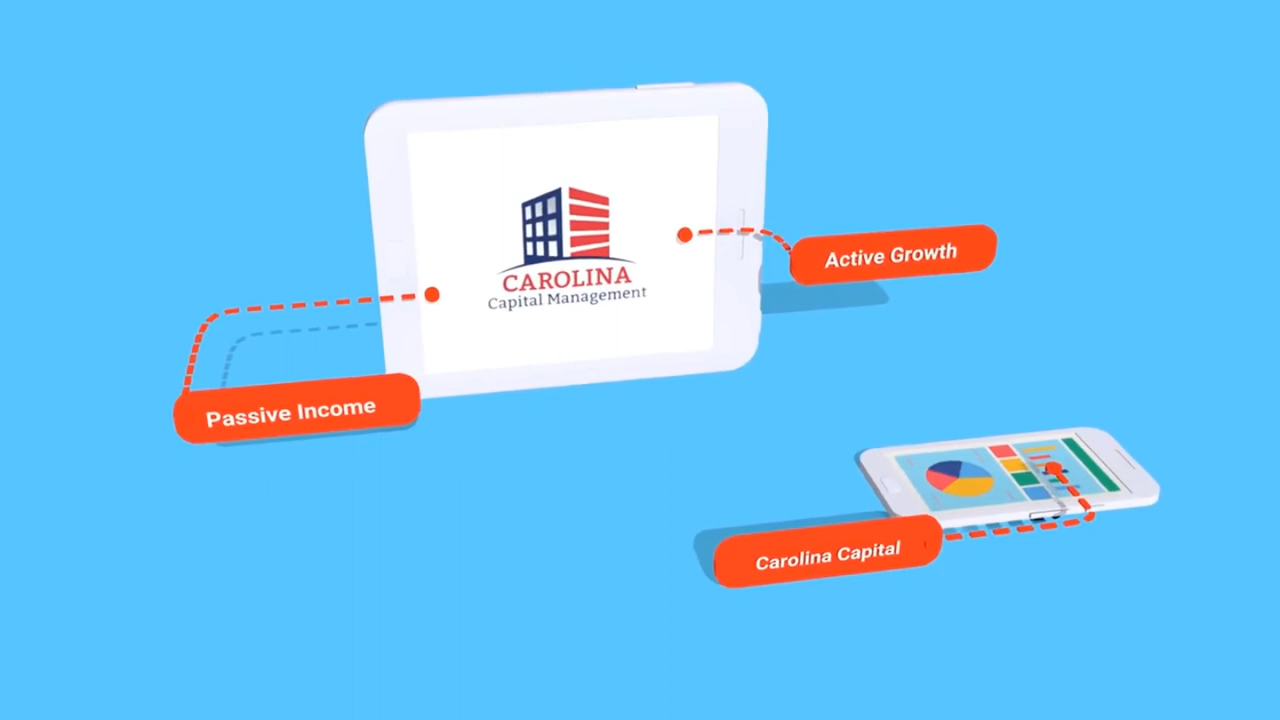 CAROLINA
Capital Management
Active Growth
Passive Income
Carolina Capital